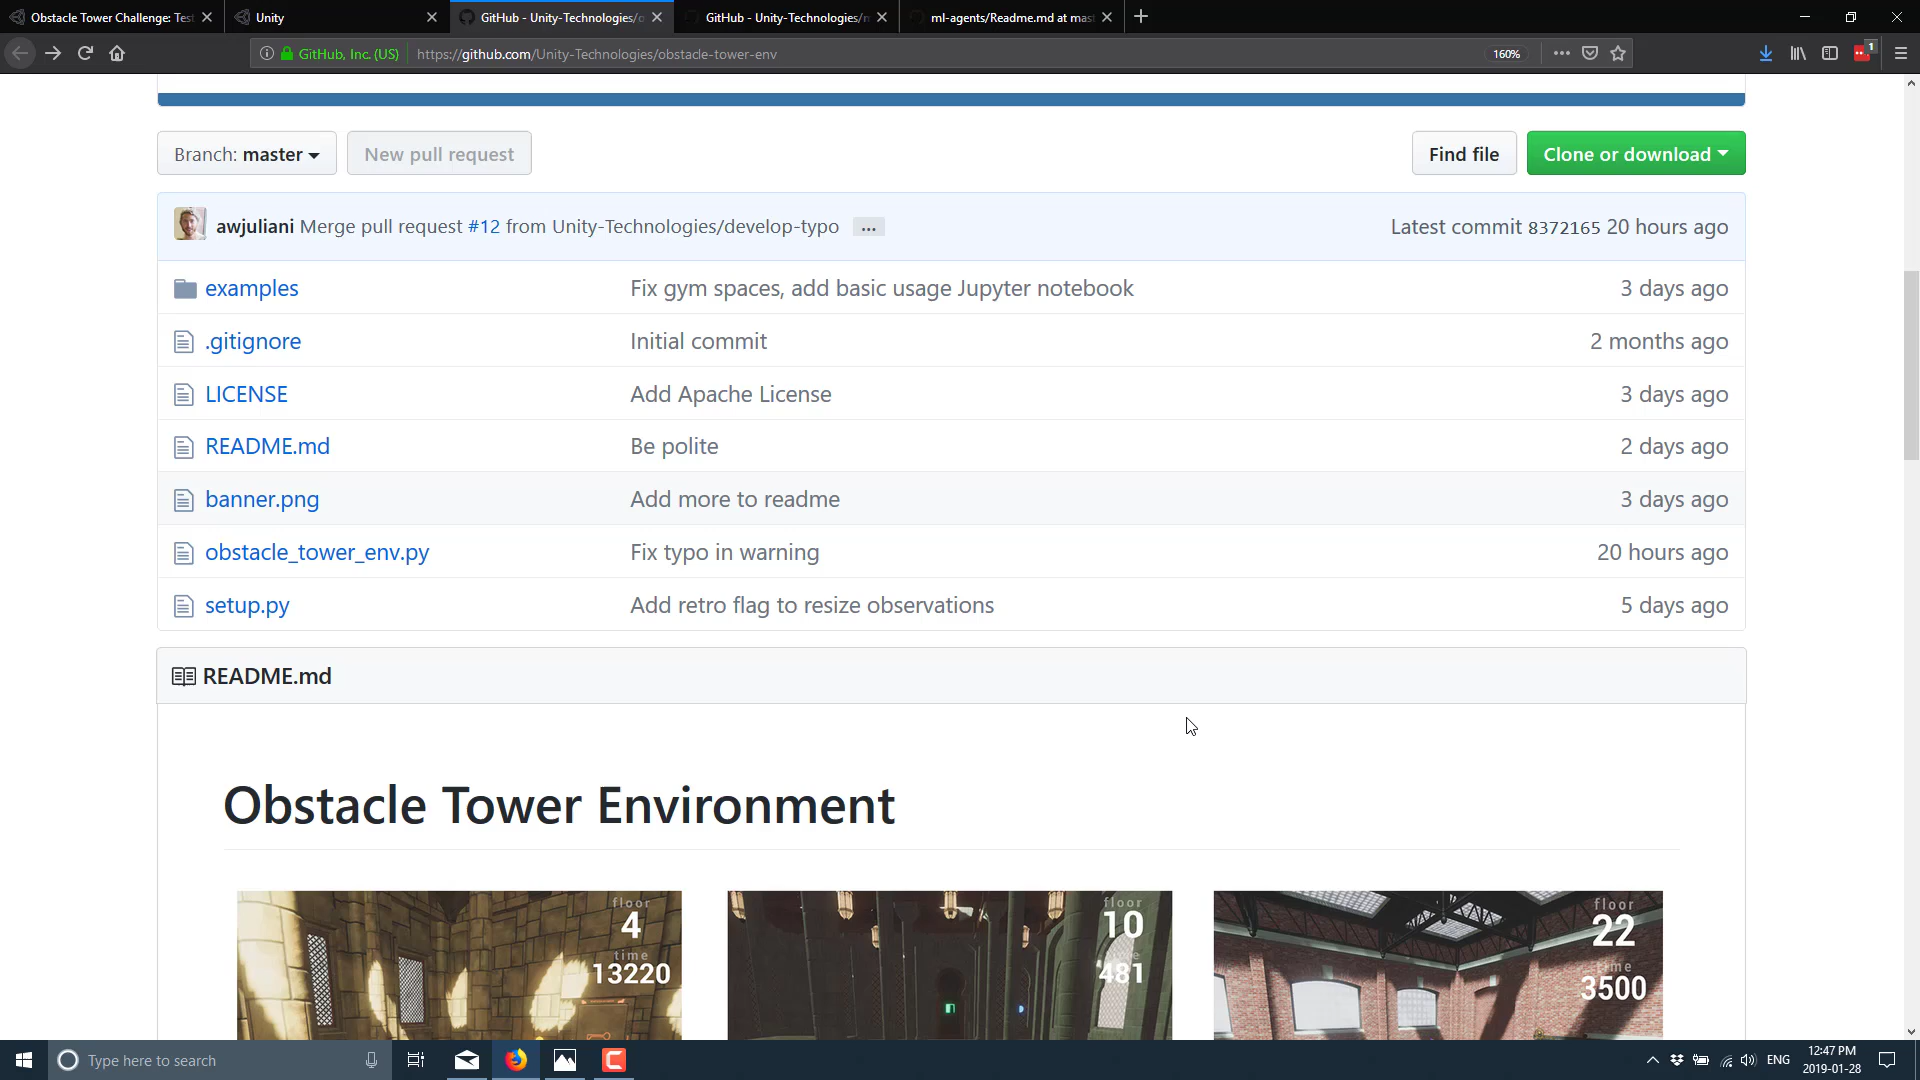 Obstacle Tower Challenge: Test
Unity
GitHub - Unity-Technologies/o
GitHub - Unity-Technologies/m
ml-agents/Readme.md at mas
GitHub, Inc. (US)
https://github.com/Unity-Technologies/obstacle-tower-env
160%
1
Branch: master
New pull request
Find file
Clone or download
awjuliani Merge pull request #12 from Unity-Technologies/develop-typo ...
Latest commit 8372165 20 hours ago
examples
Fix gym spaces, add basic usage Jupyter notebook
3 days ago
.gitignore
Initial commit
2 months ago
LICENSE
Add Apache License
3 days ago
README.md
Be polite
2 days ago
banner.png
Add more to readme
3 days ago
obstacle_tower_env.py
Fix typo in warning
20 hours ago
setup.py
Add retro flag to resize observations
5 days ago
README.md
Obstacle Tower Environment
floor
4
time
13220
floor
10
481
floor
22
time
3500
Type here to search
ENG
12:47 PM
2019-01-28